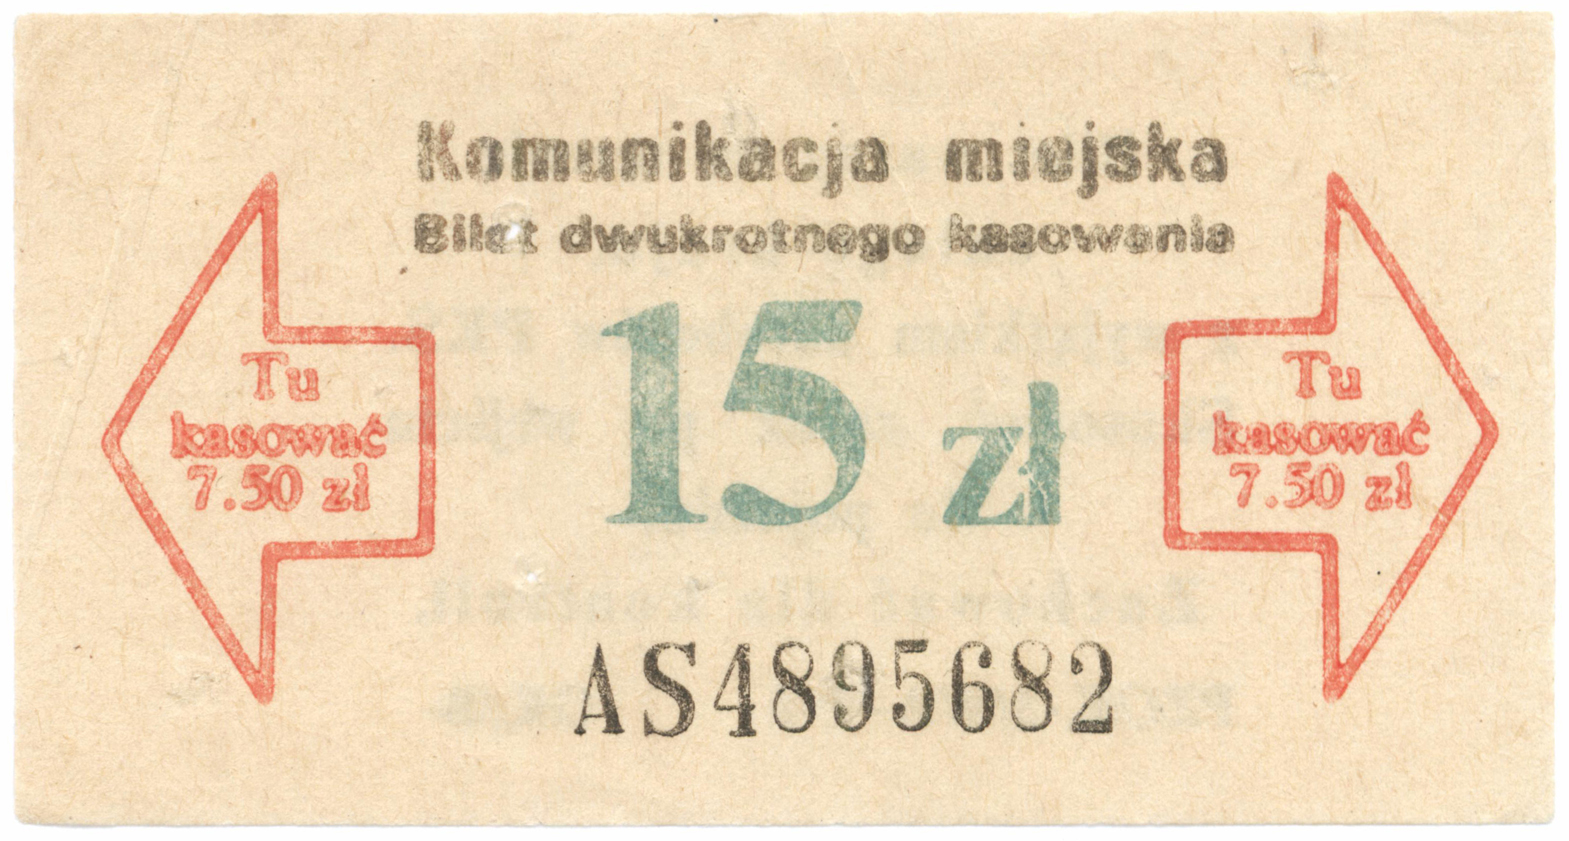 Komunikacja miejska
Bilet dwukrotnego kasowania
15 zł
Tu
kasować
7.50 zł
Tu
kasować
7.50 zł
AS4895682